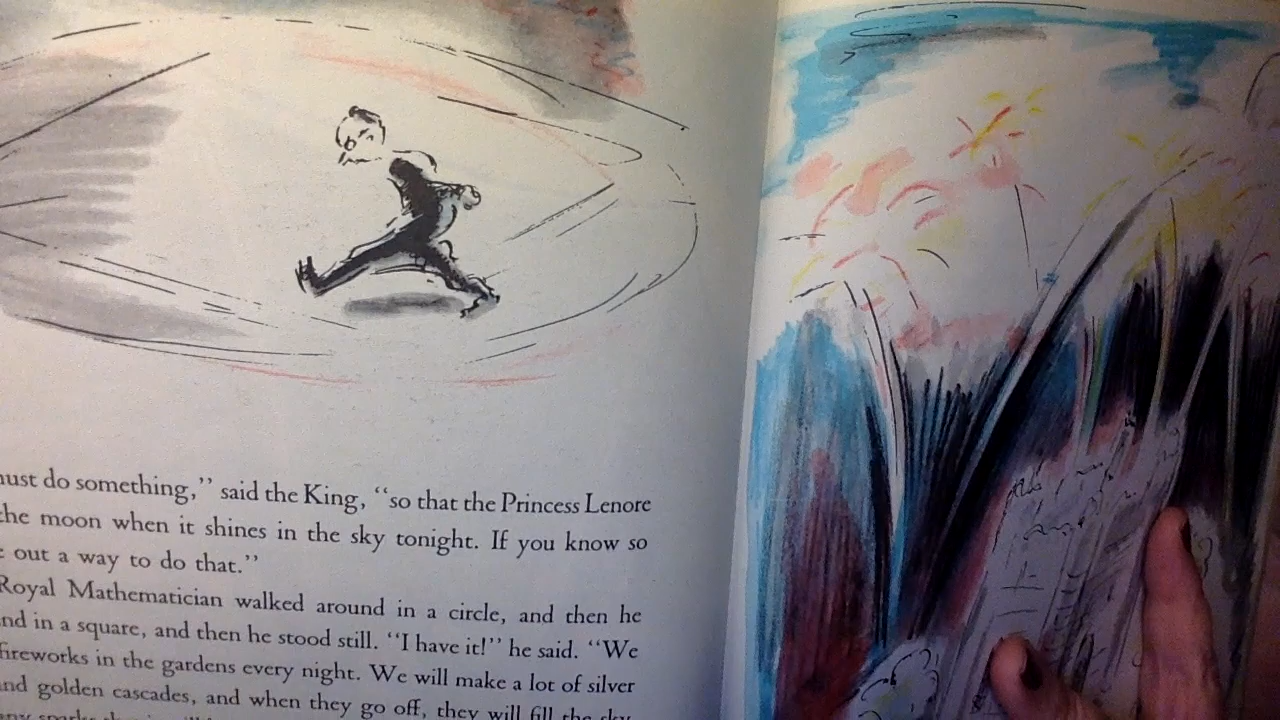 must do something,” said the King, “so that the Princess Lenore
the moon when it shines in the sky tonight. If you know so
out a way to do that.”
Royal Mathematician walked around in a circle, and then he
in a square, and then he stood still. “I have it!” he said. “We
fireworks in the gardens every night. We will make a lot of silver
and golden cascades, and when they go off, they will fill the sky
sparks